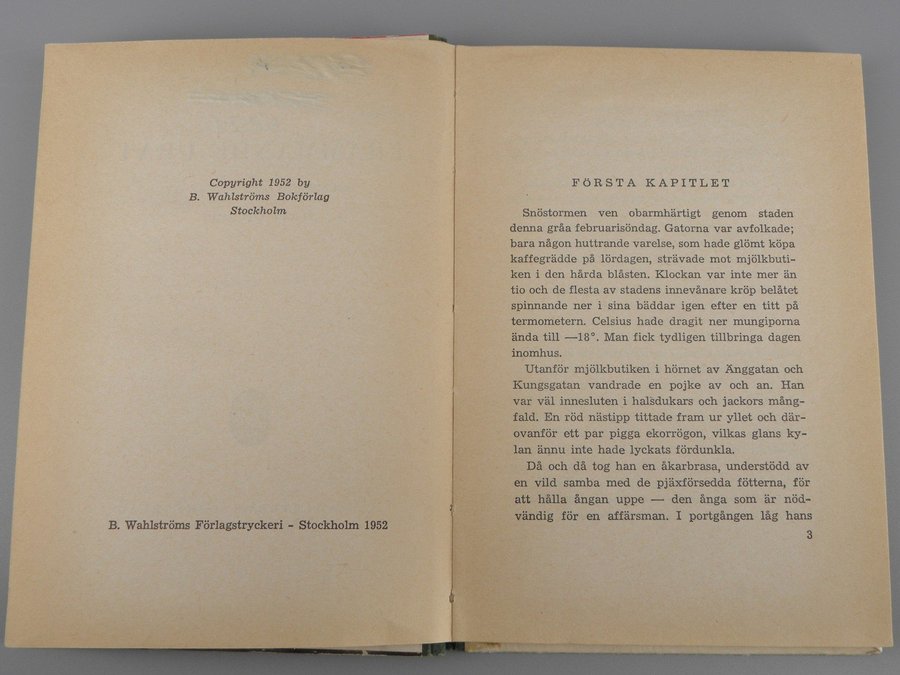 Copyright 1952 by
B. Wahlströms Bokförlag
Stockholm
B. Wahlströms Förlagstryckeri - Stockholm 1952
FÖRSTA KAPITLET
Snöstormen ven obarmhärtigt genom staden
denna gråa februarisöndag. Gatorna var avfolkade;
bara någon huttrande varelse, som hade glömt köpa
kaffegrädde på lördagen, strävade mot mjölkbuti-
ken i den hårda blåsten. Klockan var inte mer än
tio och de flesta av stadens innevånare kröp belåtet
spinnande ner i sina bäddar igen efter en titt på
termometern. Celsius hade dragit ner mungiporna
ända till —18°. Man fick tydligen tillbringa dagen
inomhus.
Utanför mjölkbutiken i hörnet av Änggatan och
Kungsgatan vandrade en pojke av och an. Han
var väl innesluten i halsdukars och jackors mång-
fald. En röd nästipp tittade fram ur yllet och där-
ovanför ett par pigga ekorrögon, vilkas glans ky-
lan ännu inte hade lyckats fördunkla.
Då och då tog han en åkarbrasa, understödd av
en vild samba med de pjäxförsedda fötterna, för
att hålla ångan uppe — den ånga som är nöd-
vändig för en affärsman. I portgången låg hans
3